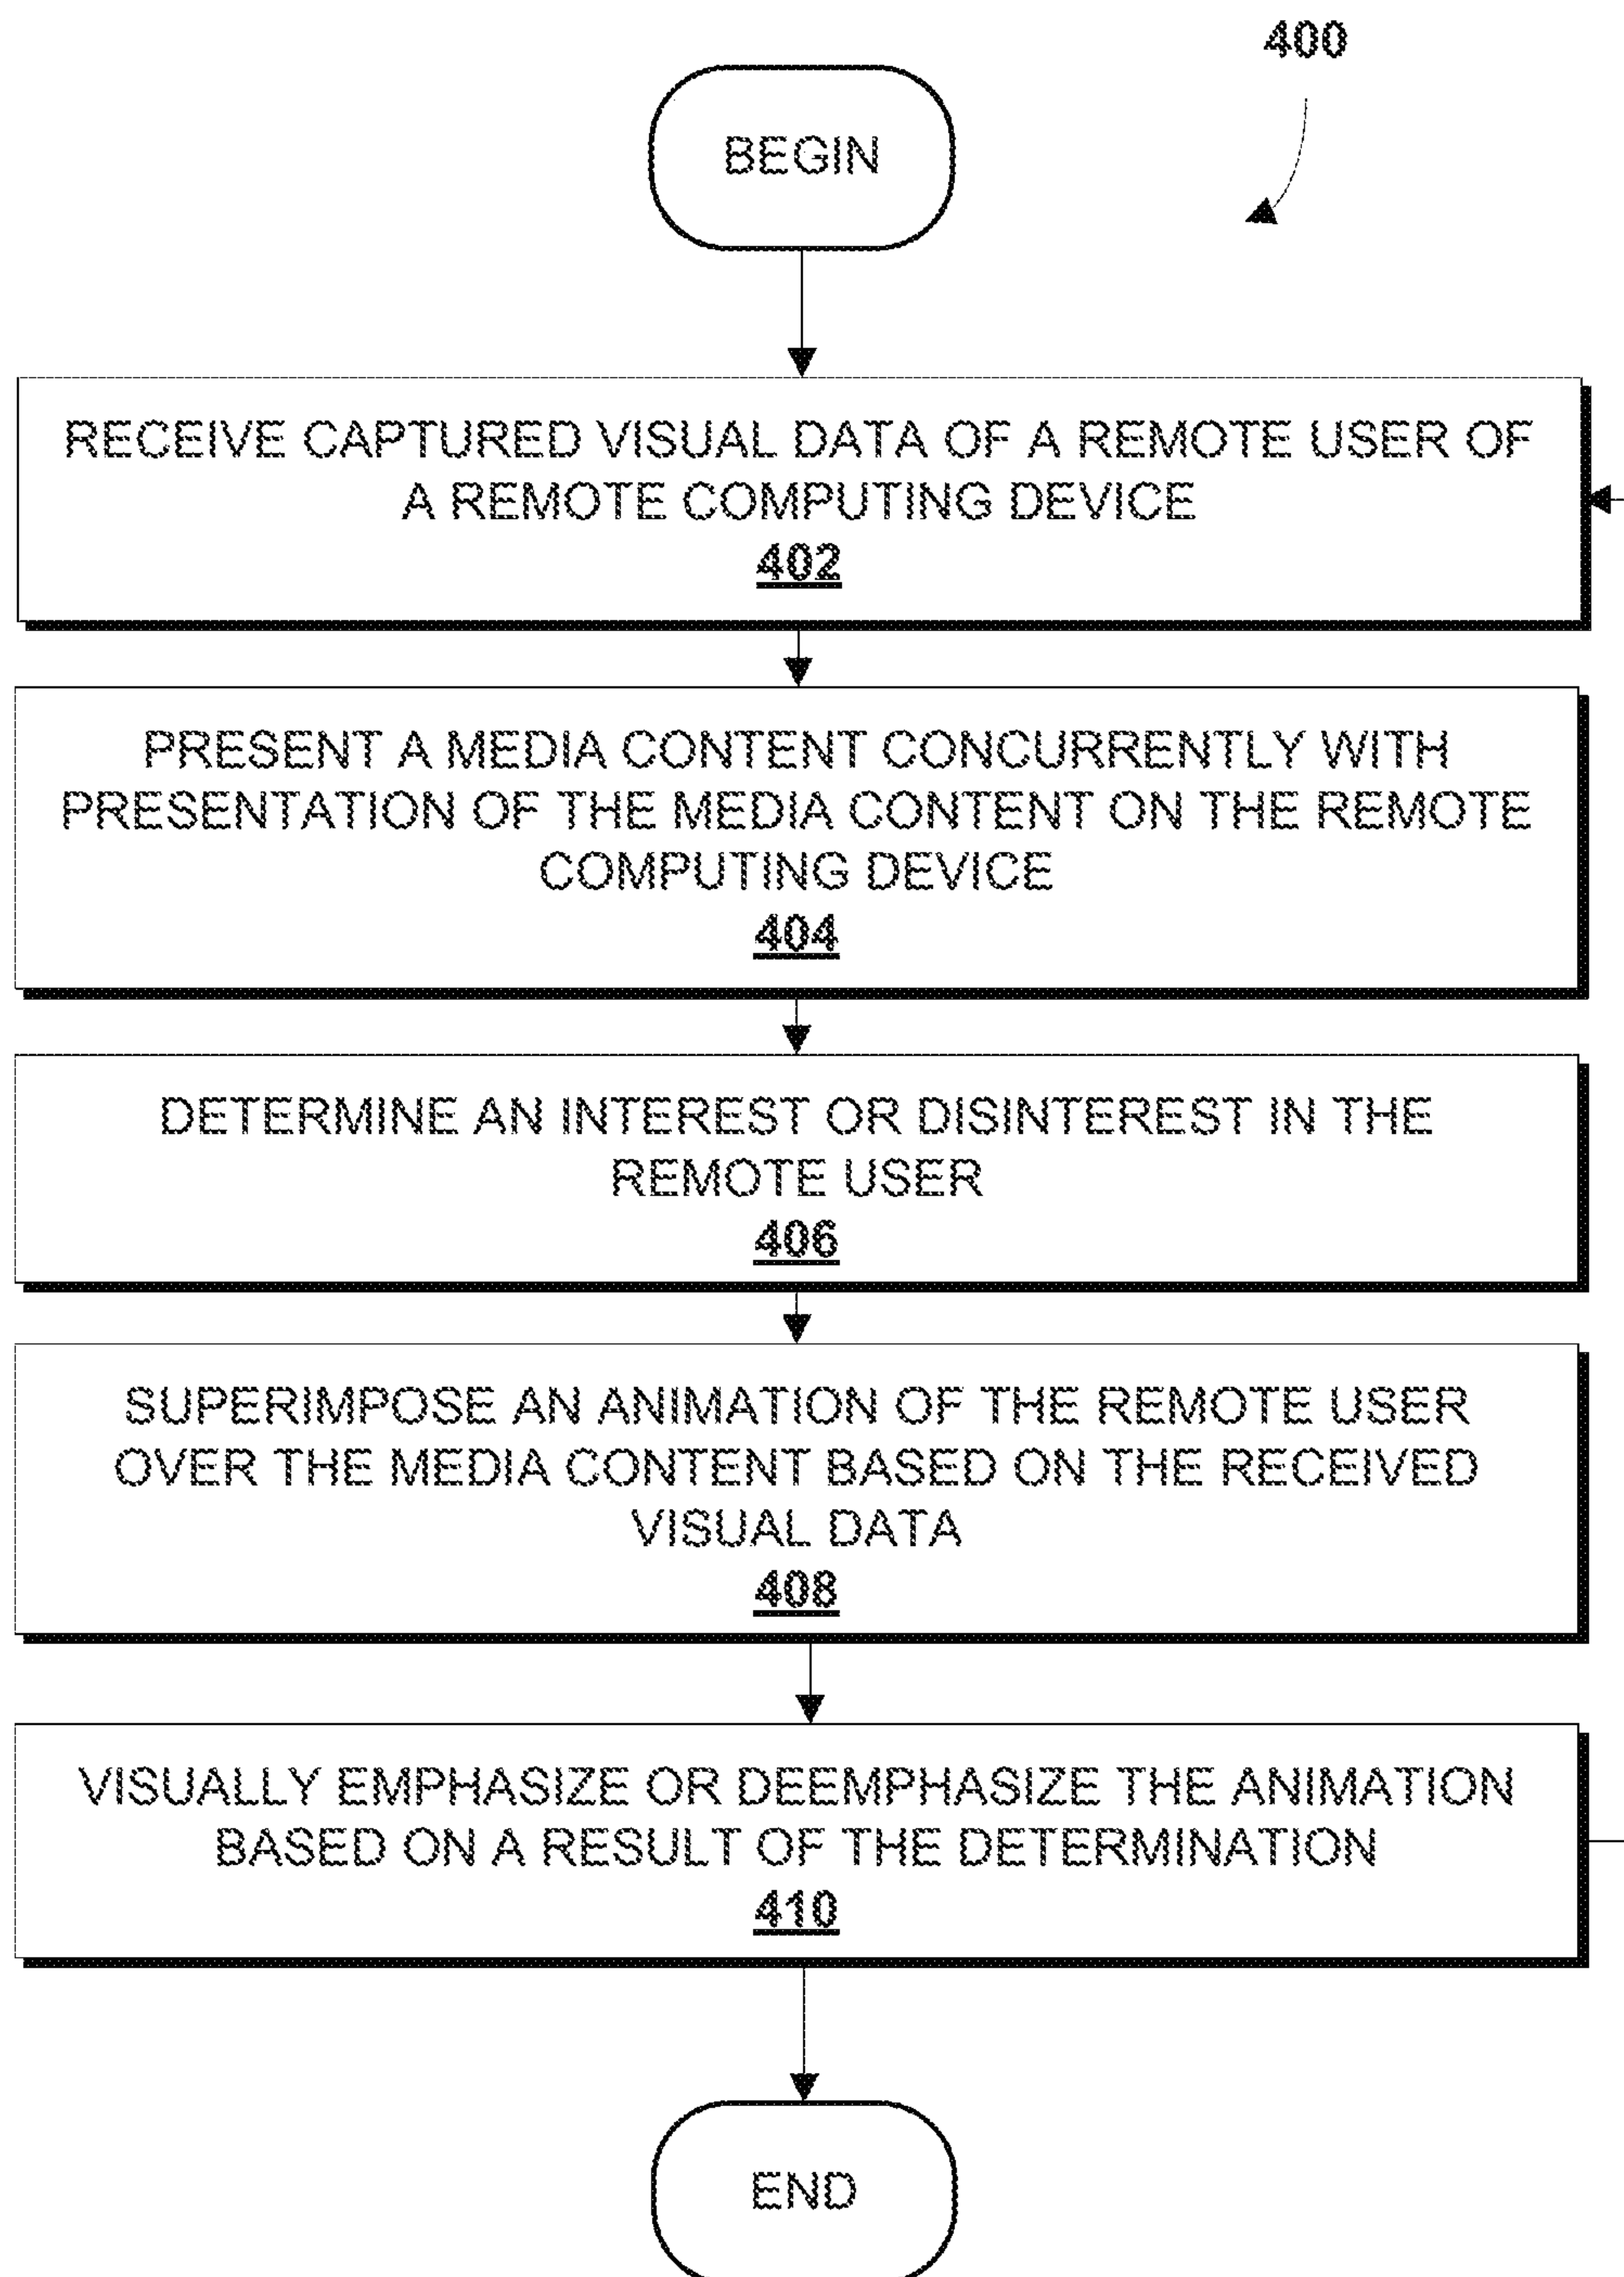 400
BEGIN
RECEIVE CAPTURED VISUAL DATA OF A REMOTE USER OF
A REMOTE COMPUTING DEVICE
402
PRESENT A MEDIA CONTENT CONCURRENTLY WITH
PRESENTATION OF THE MEDIA CONTENT ON THE REMOTE
COMPUTING DEVICE
404
DETERMINE AN INTEREST OR DISINTEREST IN THE
REMOTE USER
406
SUPERIMPOSE AN ANIMATION OF THE REMOTE USER
OVER THE MEDIA CONTENT BASED ON THE RECEIVED
VISUAL DATA
408
VISUALLY EMPHASIZE OR DEEMPHASIZE THE ANIMATION
BASED ON A RESULT OF THE DETERMINATION
410
END